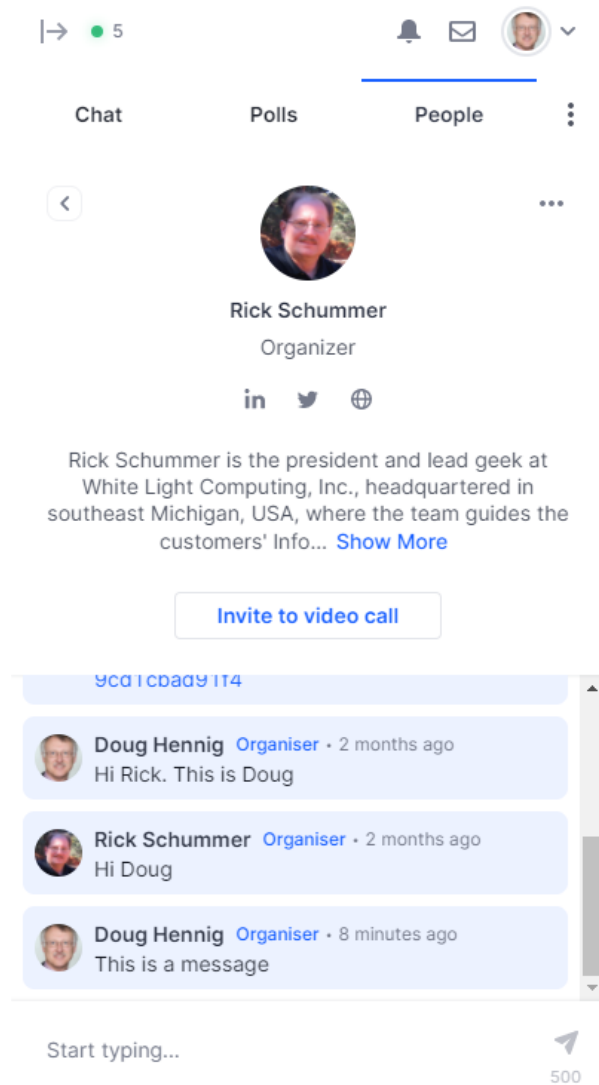 5
Chat Polls People
Rick Schummer
Organizer
in
Rick Schummer is the president and lead geek at
White Light Computing, Inc., headquartered in
southeast Michigan, USA, where the team guides the
customers' Info... Show More
Invite to video call
9cd1cbad91f4
Doug Hennig Organiser • 2 months ago
Hi Rick. This is Doug
Rick Schummer Organiser • 2 months ago
Hi Doug
Doug Hennig Organiser • 8 minutes ago
This is a message
Start typing...
500